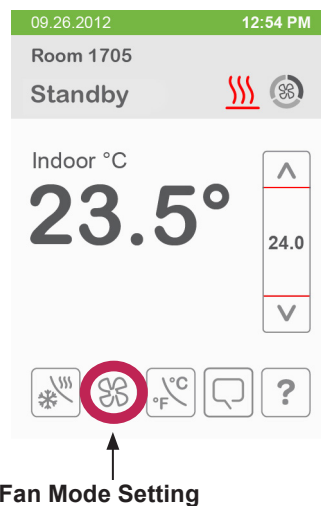 09.26.2012 12:54 PM
Room 1705
Standby
Indoor °C
23.5°
24.0
°C
°F
?
Fan Mode Setting